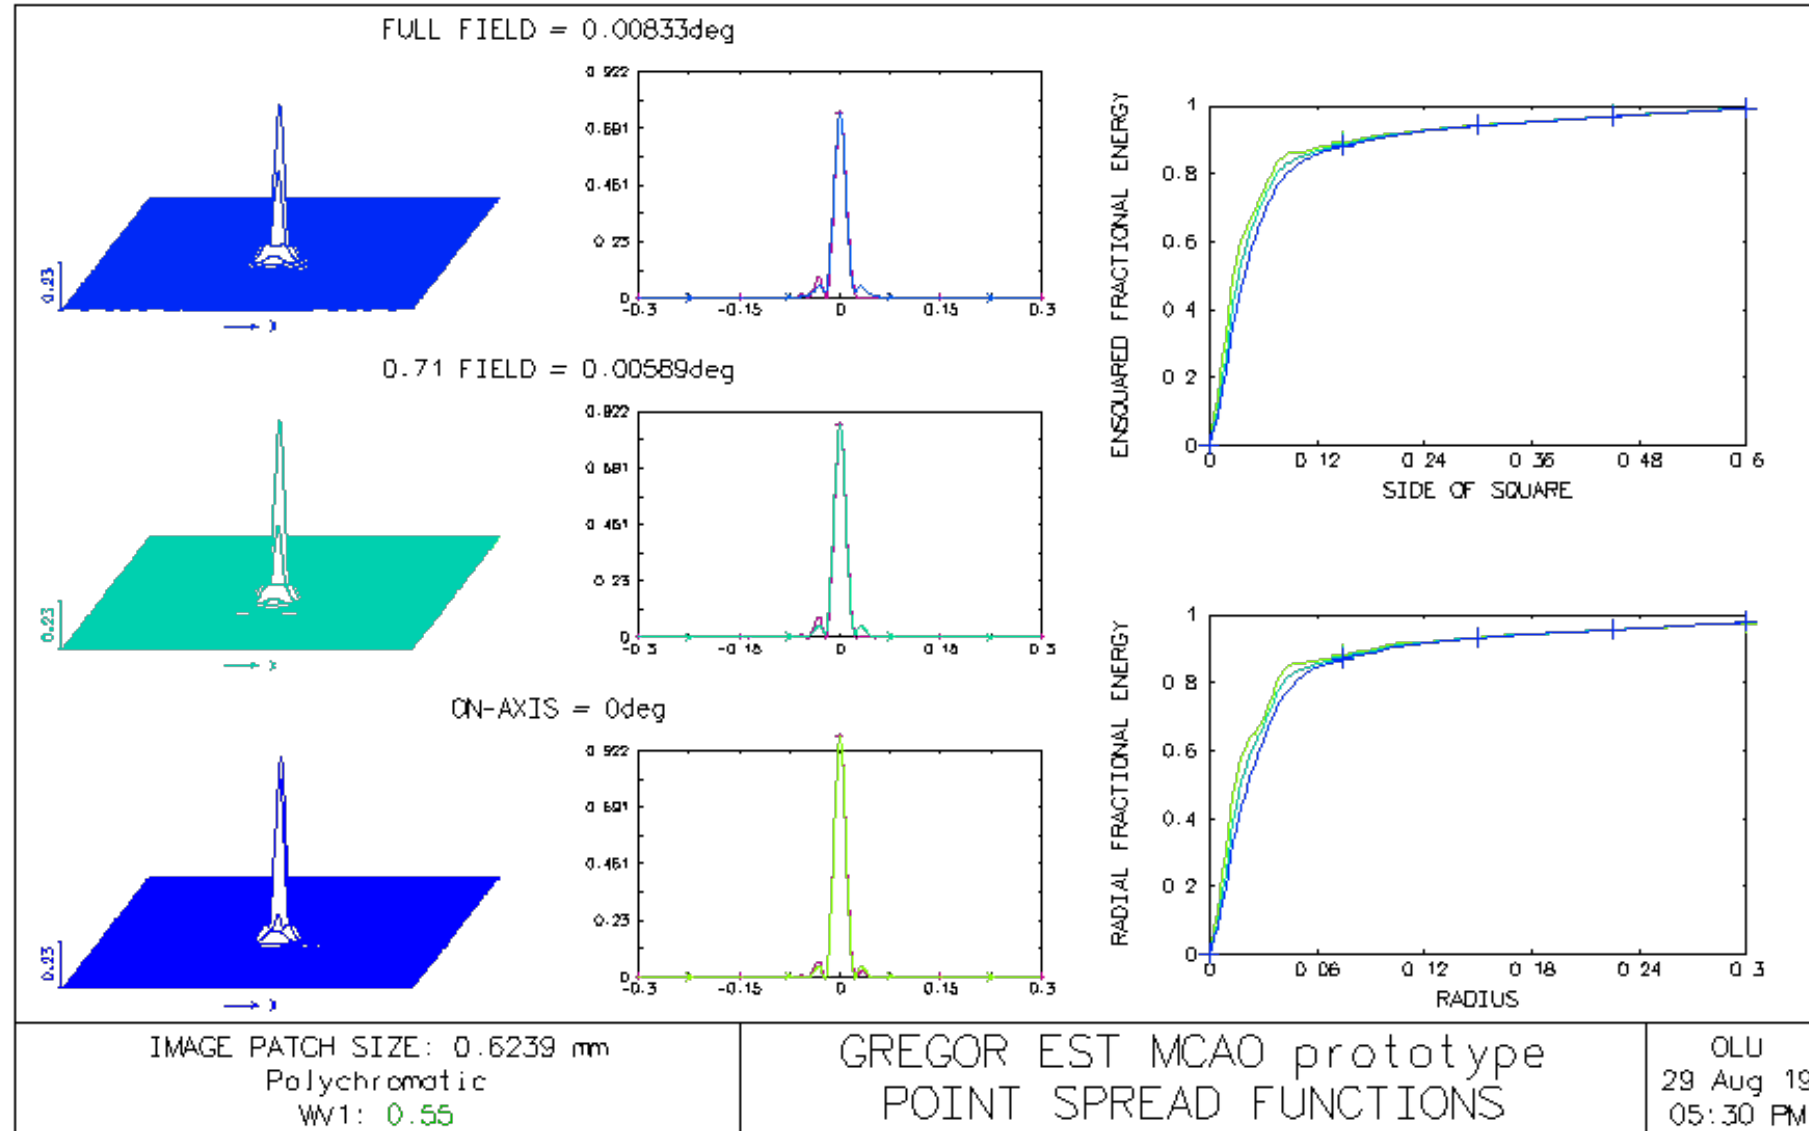 FULL FIELD = 0.00833deg
0.922
0.691
0.461
0.23
0
-0.3 -0.15 0 0.15 0.3
0.23
X
0.71 FIELD = 0.00589deg
0.922
0.691
0.461
0.23
0
-0.3 -0.15 0 0.15 0.3
0.23
X
ON-AXIS = 0deg
0.922
0.691
0.461
0.23
0
-0.3 -0.15 0 0.15 0.3
0.23
X
ENSQUARED FRACTIONAL ENERGY
1
0.8
0.6
0.4
0.2
0
0 0.12 0.24 0.36 0.48 0.6
SIDE OF SQUARE
RADIAL FRACTIONAL ENERGY
1
0.8
0.6
0.4
0.2
0
0 0.06 0.12 0.18 0.24 0.3
RADIUS
IMAGE PATCH SIZE: 0.6239 mm
Polychromatic
WV1: 0.55
GREGOR EST MCAO prototype
POINT SPREAD FUNCTIONS
OLU
29 Aug 19
05:30 PM